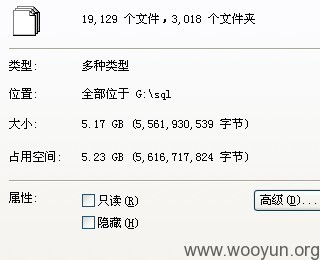 19,129 个文件，3,018 个文件夹
类型: 多种类型
位置: 全部位于 G:\sql
大小: 5.17 GB (5,561,930,539 字节)
占用空间: 5.23 GB (5,616,717,824 字节)
属性: 只读(R) 高级(D)...
隐藏(H)
www.wooyun.org